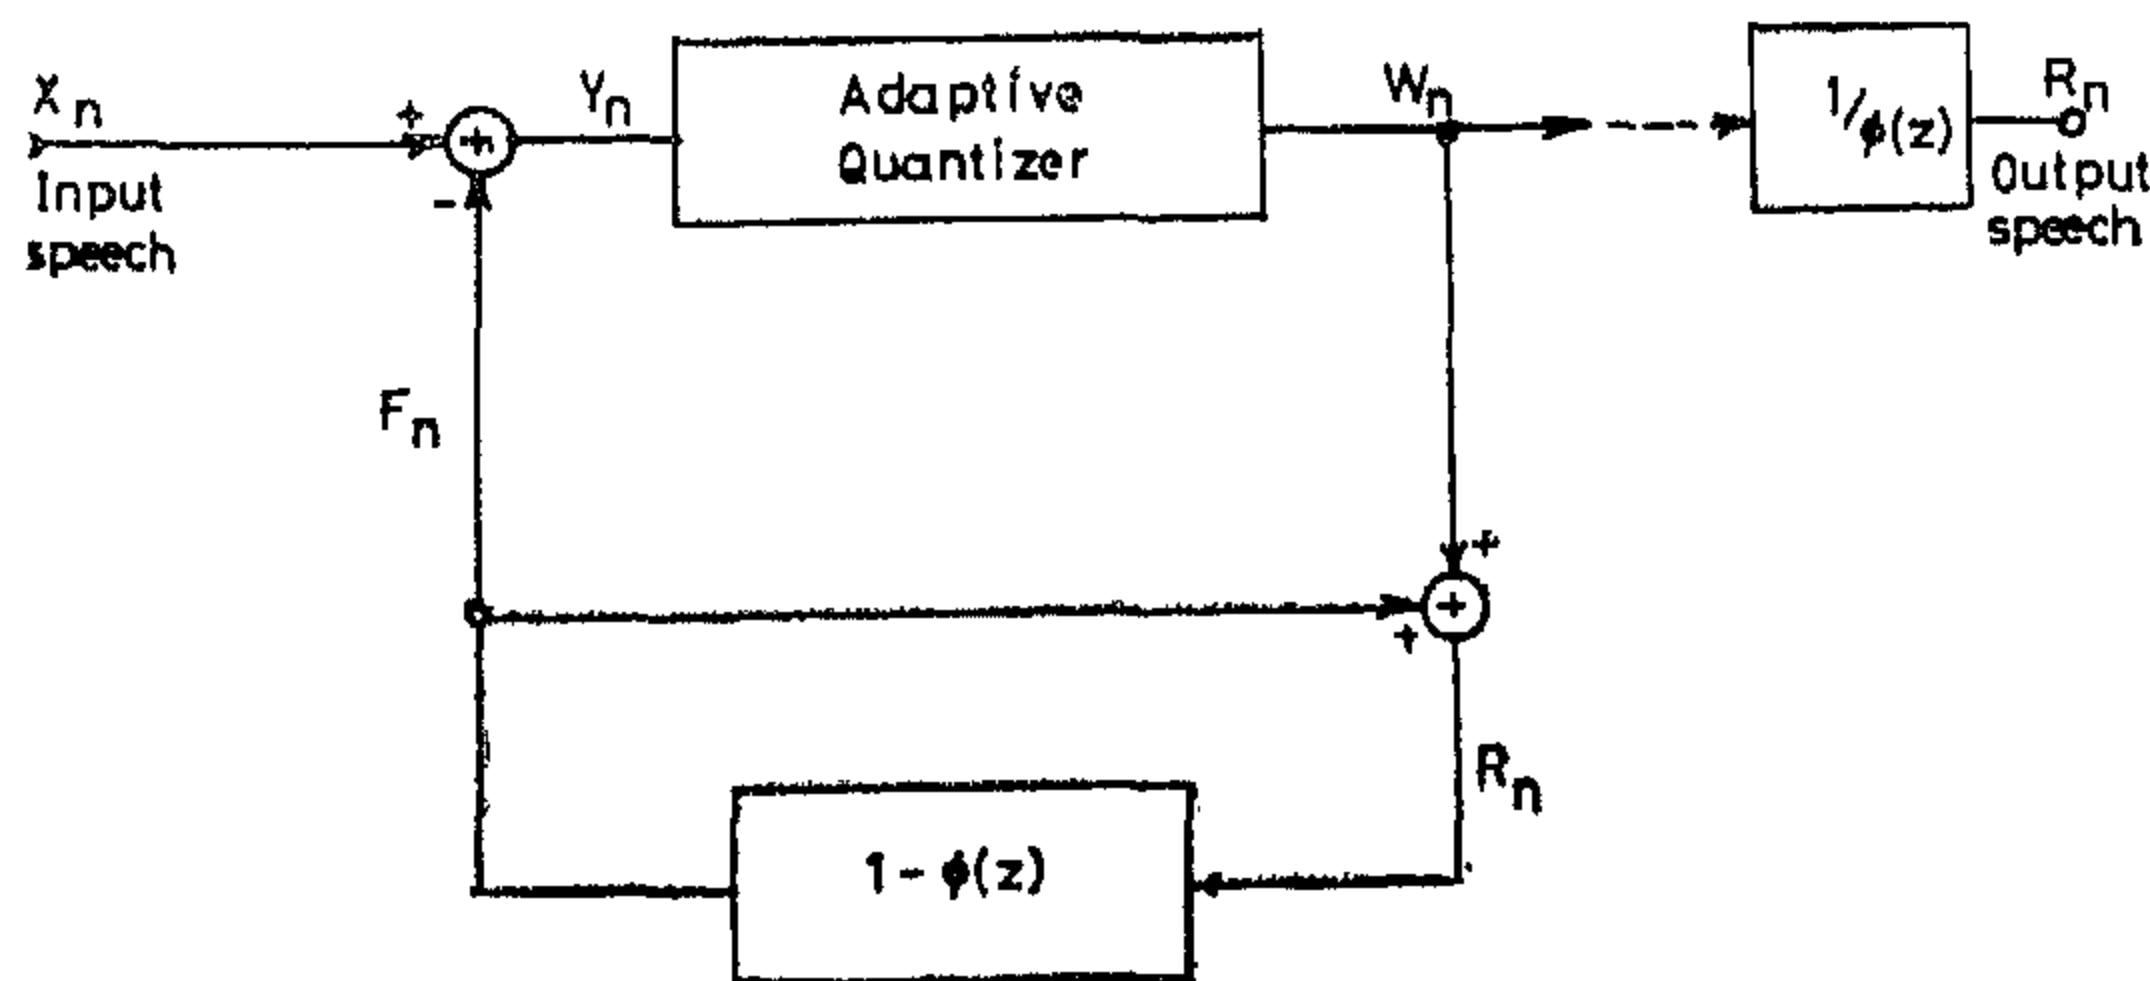 X n
Input
speech
+
-
+
Y n
Adaptive
Quantizer
W n
1/ϕ(z)
R n
Output
speech
F n
+
+
+
R n
1 - ϕ(z)